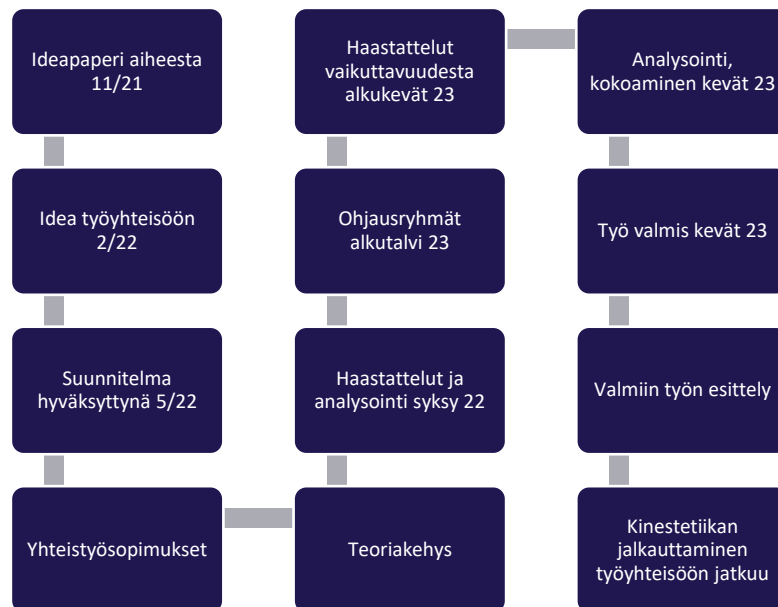 Ideapaperi aiheesta
11/21
Idea työyhteisöön
2/22
Suunnitelma
hyväksyttynä 5/22
Yhteistyösopimukset
Teoriakehys
Haastattelut ja
analysointi syksy 22
Ohjausryhmät
alkutalvi 23
Haastattelut
vaikuttavuudesta
alkukevät 23
Analysointi,
kokoaminen kevät 23
Työ valmis kevät 23
Valmiin työn esittely
Kinestetiikan
jalkauttaminen
työyhteisöön jatkuu